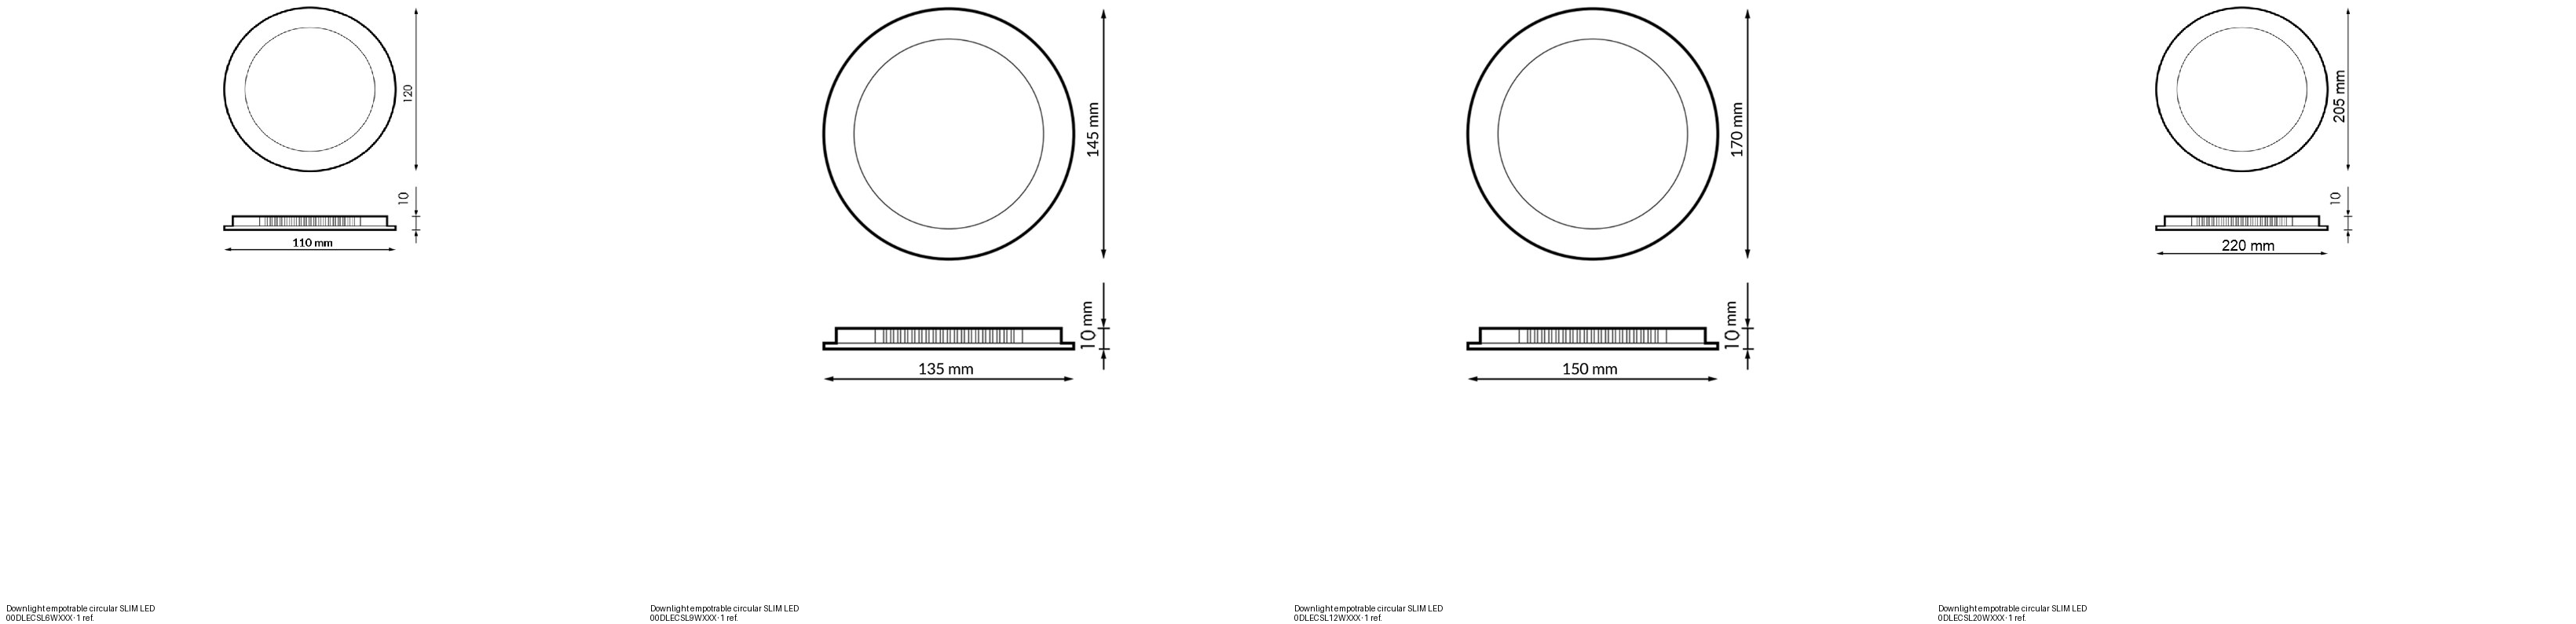 120
10
110 mm
Downlight empotrable circular SLIM LED
00DLECSL6WXXX · 1 ref.
145 mm
10 mm
135 mm
Downlight empotrable circular SLIM LED
00DLECSL9WXXX · 1 ref.
170 mm
10 mm
150 mm
Downlight empotrable circular SLIM LED
0DLECSL12WXXX · 1 ref.
205 mm
10
220 mm
Downlight empotrable circular SLIM LED
0DLECSL20WXXX · 1 ref.